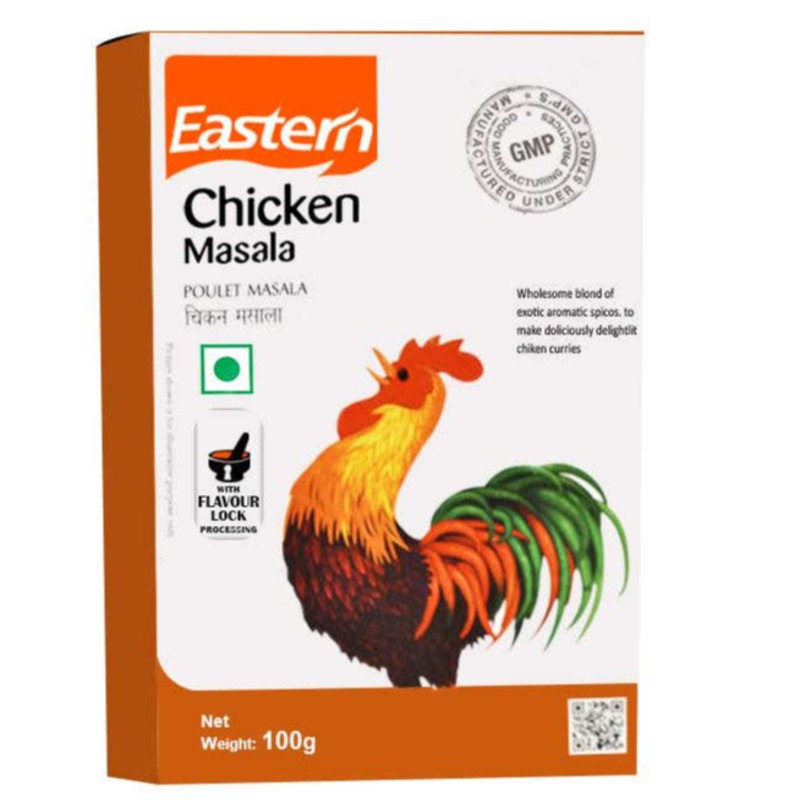 Eastern
Chicken
Masala
POULET MASALA
चिकन मसाला
MANUFACTURED UNDER STRICT GMP'S
GOOD MANUFACTURING PRACTICES
GMP
Wholesome blond of
exotic aromatic spicos. to
make doliciously delightlit
chiken curries
WITH
FLAVOUR
LOCK
PROCESSING
Net
Weight: 100g